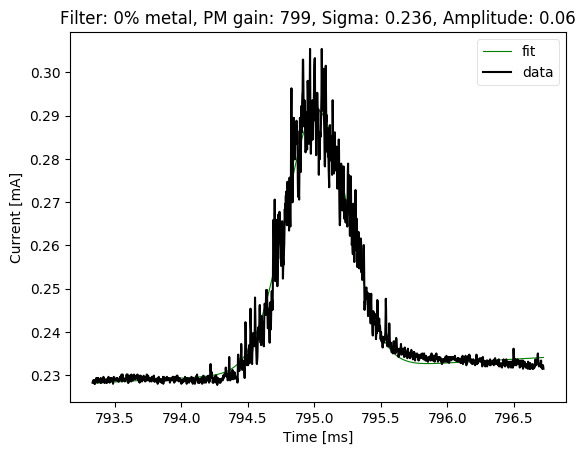 Filter: 0% metal, PM gain: 799, Sigma: 0.236, Amplitude: 0.06
fit
data
0.30
0.29
0.28
0.27
0.26
0.25
0.24
0.23
Current [mA]
793.5 794.0 794.5 795.0 795.5 796.0 796.5
Time [ms]